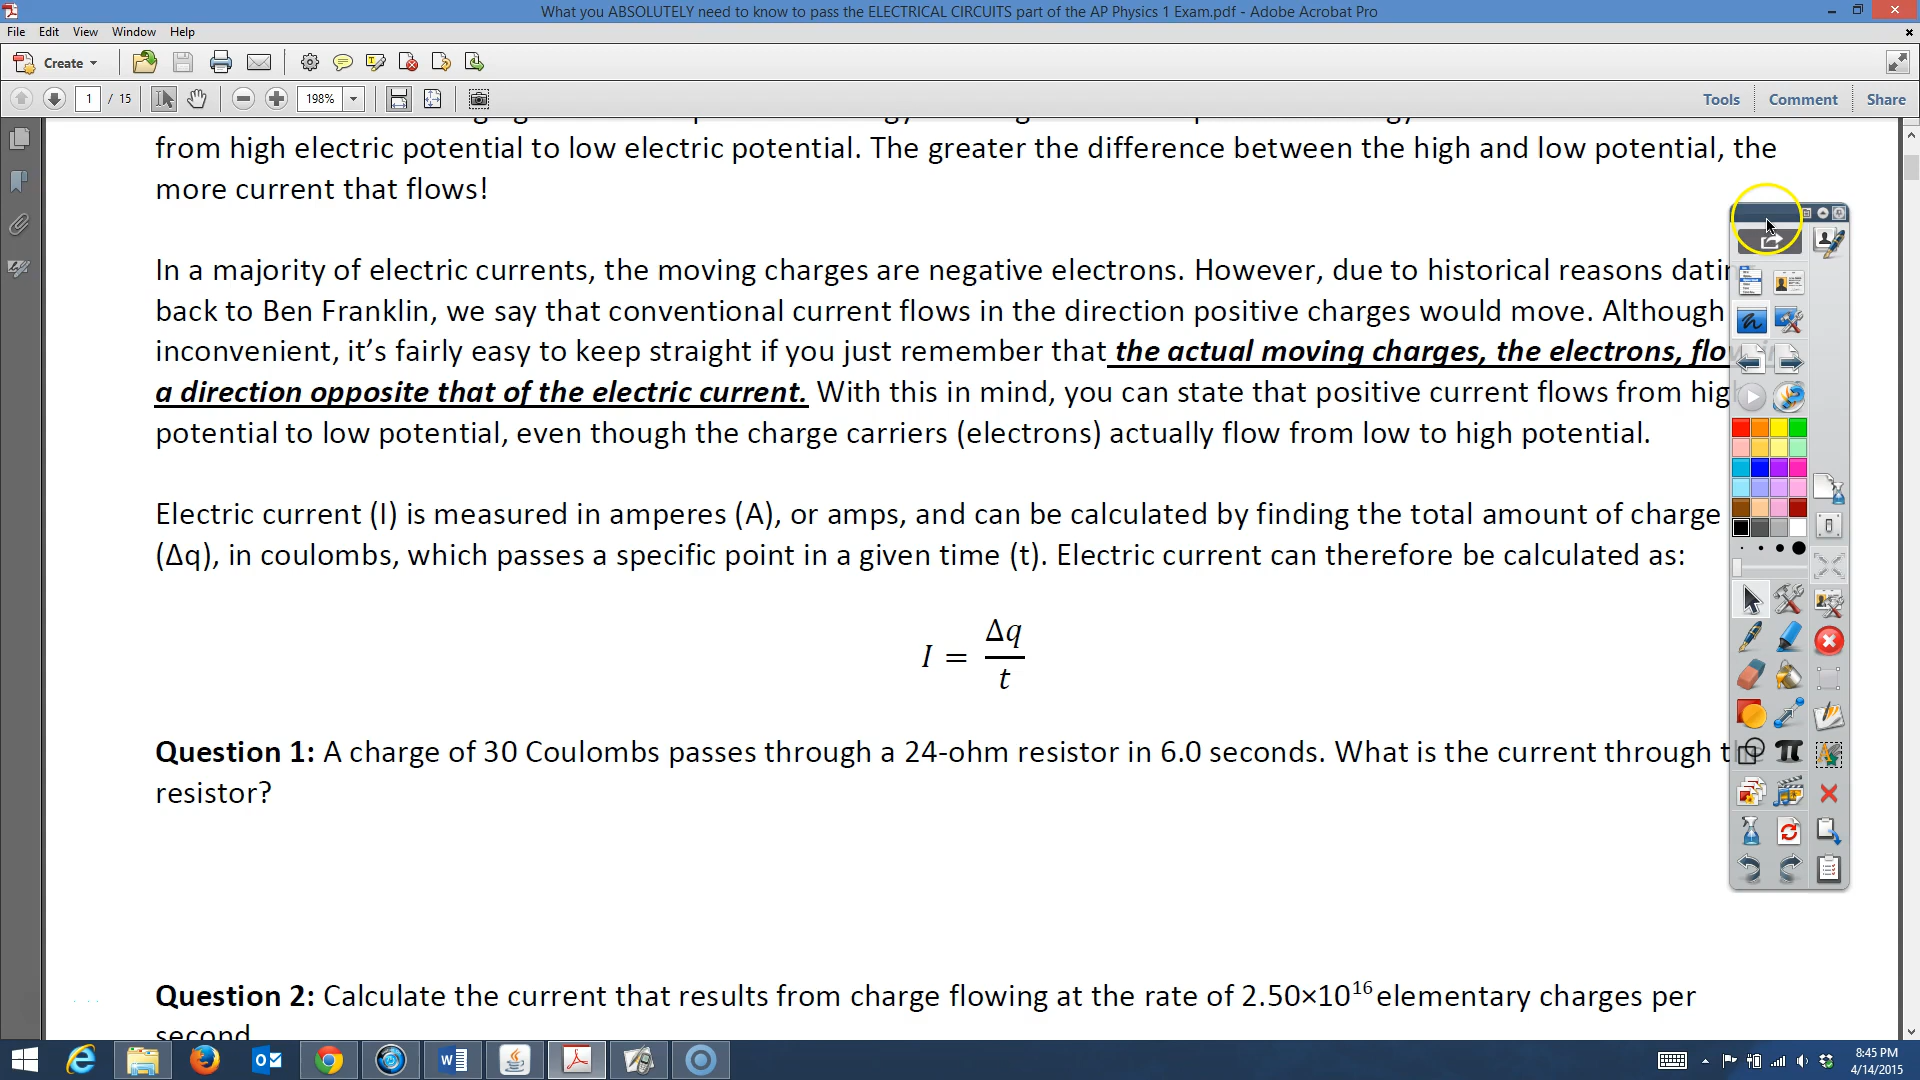 What you ABSOLUTELY need to know to pass the ELECTRICAL CIRCUITS part of the AP Physics 1 Exam.pdf - Adobe Acrobat Pro
File Edit View Window Help
Create
1 / 15 198% Tools Comment Share
from high electric potential to low electric potential. The greater the difference between the high and low potential, the
more current that flows!
In a majority of electric currents, the moving charges are negative electrons. However, due to historical reasons
back to Ben Franklin, we say that conventional current flows in the direction positive charges would move. Although
inconvenient, it's fairly easy to keep straight if you just remember that the actual moving charges, the electrons,
a direction opposite that of the electric current. With this in mind, you can state that positive current flows from
potential to low potential, even though the charge carriers (electrons) actually flow from low to high potential.
Electric current (I) is measured in amperes (A), or amps, and can be calculated by finding the total amount of charge
(Δq), in coulombs, which passes a specific point in a given time (t). Electric current can therefore be calculated as:
I = Δq/t
Question 1: A charge of 30 Coulombs passes through a 24-ohm resistor in 6.0 seconds. What is the current through
resistor?
Question 2: Calculate the current that results from charge flowing at the rate of 2.50×10¹⁶ elementary charges per
second
8:45 PM
4/14/2015